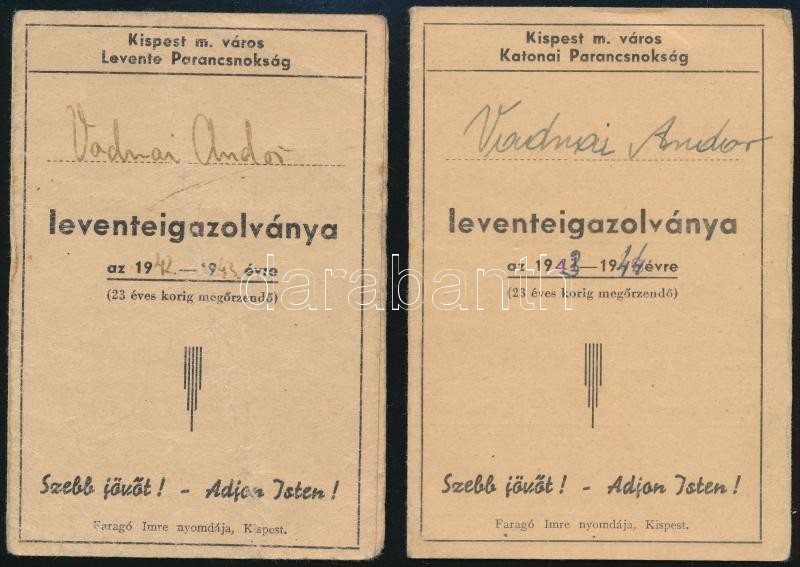 Kispest m. város
Levente Parancsnokság
Vadnai Andor
leventeigazolványa
az 1942.—1943 évre
(23 éves korig megőrzendő)
Szebb jövőt! - Adjon Isten!
Faragó Imre nyomdája, Kispest.
Kispest m. város
Katonai Parancsnokság
Vadnai Andor
leventeigazolványa
az 1943—1944 évre
(23 éves korig megőrzendő)
Szebb jövőt! - Adjon Isten!
Faragó Imre nyomdája, Kispest.
darabanth